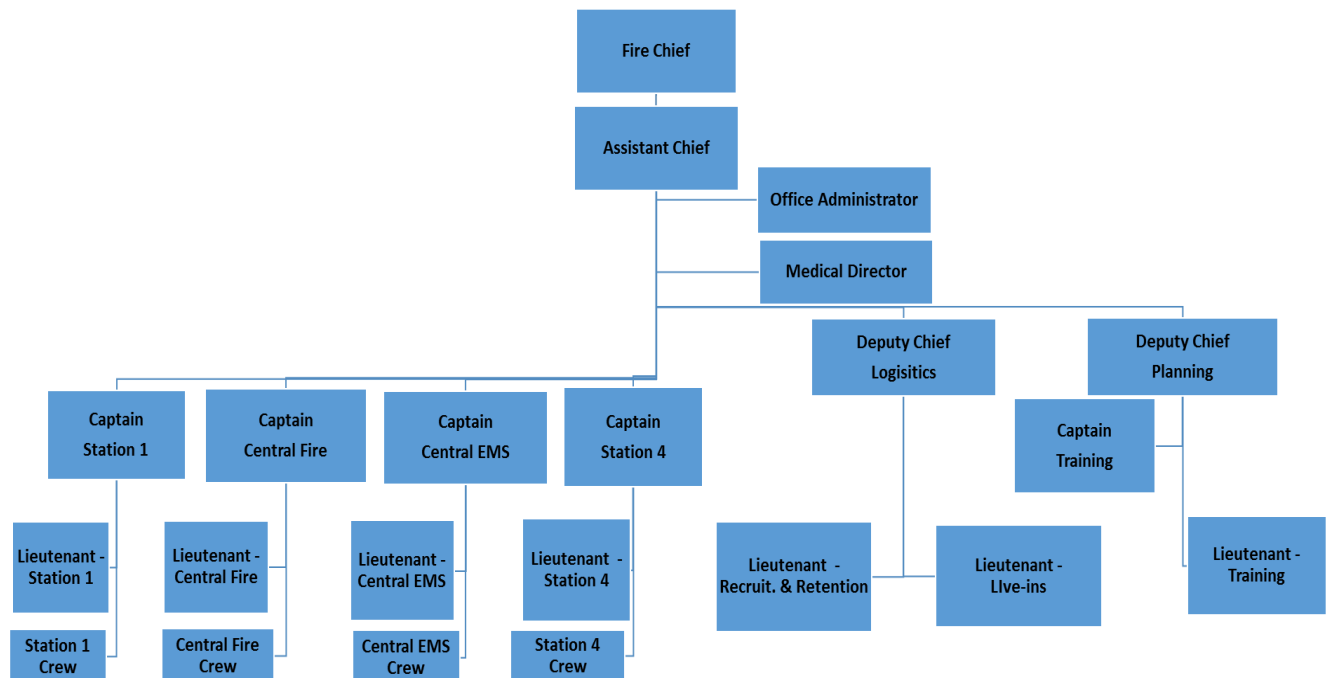 Fire Chief
Assistant Chief
Office Administrator
Medical Director
Deputy Chief
Logisitics
Deputy Chief
Planning
Captain
Station 1
Captain
Central Fire
Captain
Central EMS
Captain
Station 4
Captain
Training
Lieutenant -
Station 1
Lieutenant -
Central Fire
Lieutenant -
Central EMS
Lieutenant  -
Station 4
Lieutenant  -
Recruit. & Retention
Lieutenant -
LIve-ins
Lieutenant -
Training
Station 1
Crew
Central Fire
Crew
Central EMS
Crew
Station 4
Crew